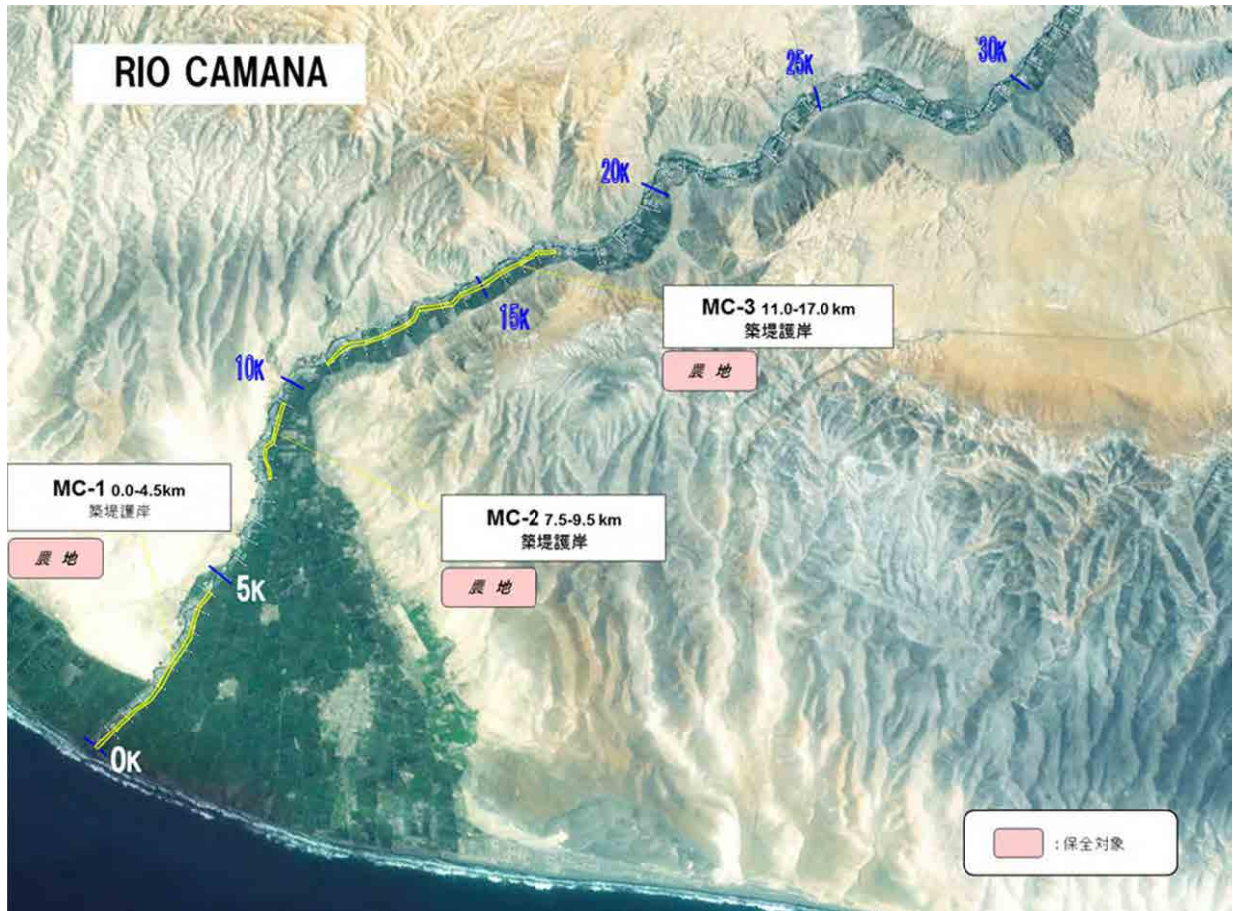 RIO CAMANA
30K
25K
20K
MC-3 11.0-17.0 km
築堤護岸
農 地
15K
10K
MC-1 0.0-4.5km
築堤護岸
農 地
MC-2 7.5-9.5 km
築堤護岸
農 地
5K
0K
: 保全対象